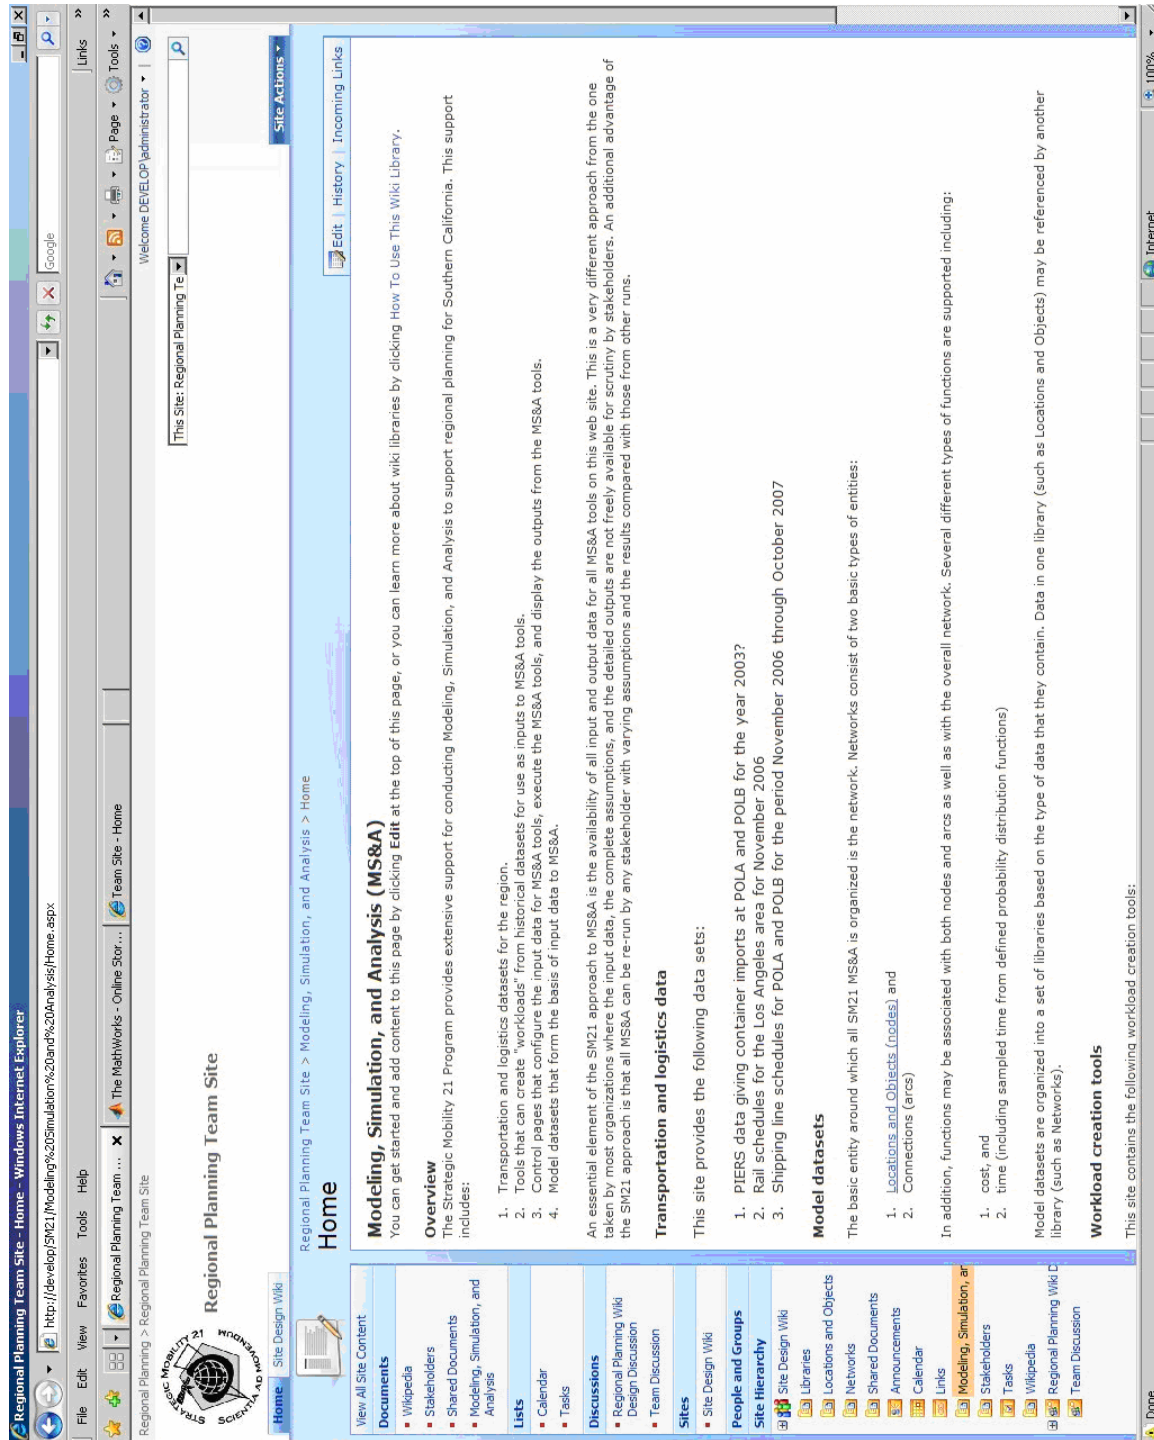 Regional Planning Team Site - Home - Windows Internet Explorer
http://develop/SM21/Modeling%20Simulation%20and%20Analysis/Home.aspx
Google
File Edit View Favorites Tools Help
Links
Regional Planning Team ...
The MathWorks - Online Stor...
Team Site - Home
Page
Tools
Regional Planning > Regional Planning Team Site
Welcome DEVELOP\administrator
STRATEGIC MOBILITY 21
SCIENTIA AD MOVENDUM
Regional Planning Team Site
This Site: Regional Planning Te
Home
Site Design Wiki
Site Actions
Regional Planning Team Site > Modeling, Simulation, and Analysis > Home
Home
Edit | History | Incoming Links
View All Site Content
Documents
Wikipedia
Stakeholders
Shared Documents
Modeling, Simulation, and
Analysis
Lists
Calendar
Tasks
Discussions
Regional Planning Wiki
Design Discussion
Team Discussion
Sites
Site Design Wiki
People and Groups
Site Hierarchy
Site Design Wiki
Libraries
Locations and Objects
Networks
Shared Documents
Announcements
Calendar
Links
Modeling, Simulation, an
Stakeholders
Tasks
Wikipedia
Regional Planning Wiki D
Team Discussion
Modeling, Simulation, and Analysis (MS&A)
You can get started and add content to this page by clicking Edit at the top of this page, or you can learn more about wiki libraries by clicking How To Use This Wiki Library.
Overview
The Strategic Mobility 21 Program provides extensive support for conducting Modeling, Simulation, and Analysis to support regional planning for Southern California. This support
includes:
1. Transportation and logistics datasets for the region.
2. Tools that can create "workloads" from historical datasets for use as inputs to MS&A tools.
3. Control pages that configure the input data for MS&A tools, execute the MS&A tools, and display the outputs from the MS&A tools.
4. Model datasets that form the basis of input data to MS&A.
An essential element of the SM21 approach to MS&A is the availability of all input and output data for all MS&A tools on this web site. This is a very different approach from the one
taken by most organizations where the input data, the complete assumptions, and the detailed outputs are not freely available for scrutiny by stakeholders. An additional advantage of
the SM21 approach is that all MS&A can be re-run by any stakeholder with varying assumptions and the results compared with those from other runs.
Transportation and logistics data
This site provides the following data sets:
1. PIERS data giving container imports at POLA and POLB for the year 2003?
2. Rail schedules for the Los Angeles area for November 2006
3. Shipping line schedules for POLA and POLB for the period November 2006 through October 2007
Model datasets
The basic entity around which all SM21 MS&A is organized is the network. Networks consist of two basic types of entities:
1. Locations and Objects (nodes) and
2. Connections (arcs)
In addition, functions may be associated with both nodes and arcs as well as with the overall network. Several different types of functions are supported including:
1. cost, and
2. time (including sampled time from defined probability distribution functions)
Model datasets are organized into a set of libraries based on the type of data that they contain. Data in one library (such as Locations and Objects) may be referenced by another
library (such as Networks).
Workload creation tools
This site contains the following workload creation tools:
Done
Internet
100%